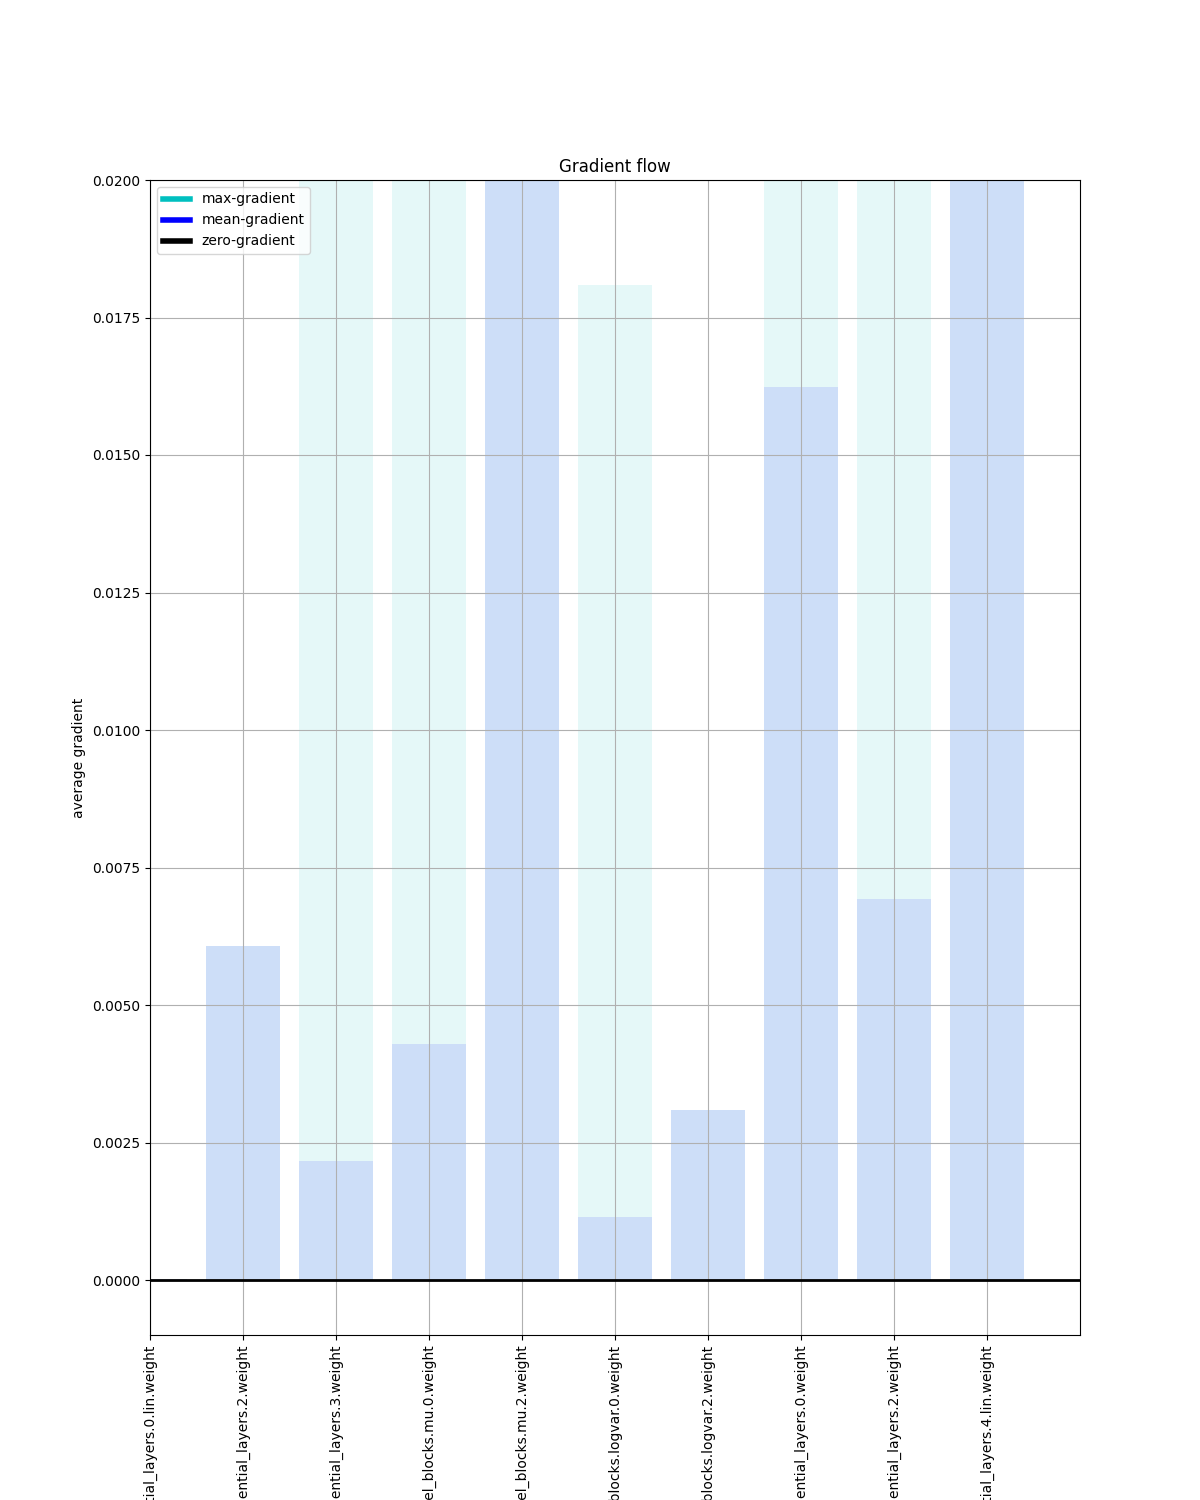 Gradient flow
max-gradient
mean-gradient
zero-gradient
0.0200
0.0175
0.0150
0.0125
0.0100
0.0075
0.0050
0.0025
0.0000
average gradient
tial_layers.0.lin.weight
ential_layers.2.weight
ential_layers.3.weight
el_blocks.mu.0.weight
el_blocks.mu.2.weight
blocks.logvar.0.weight
blocks.logvar.2.weight
ential_layers.0.weight
ential_layers.2.weight
tial_layers.4.lin.weight